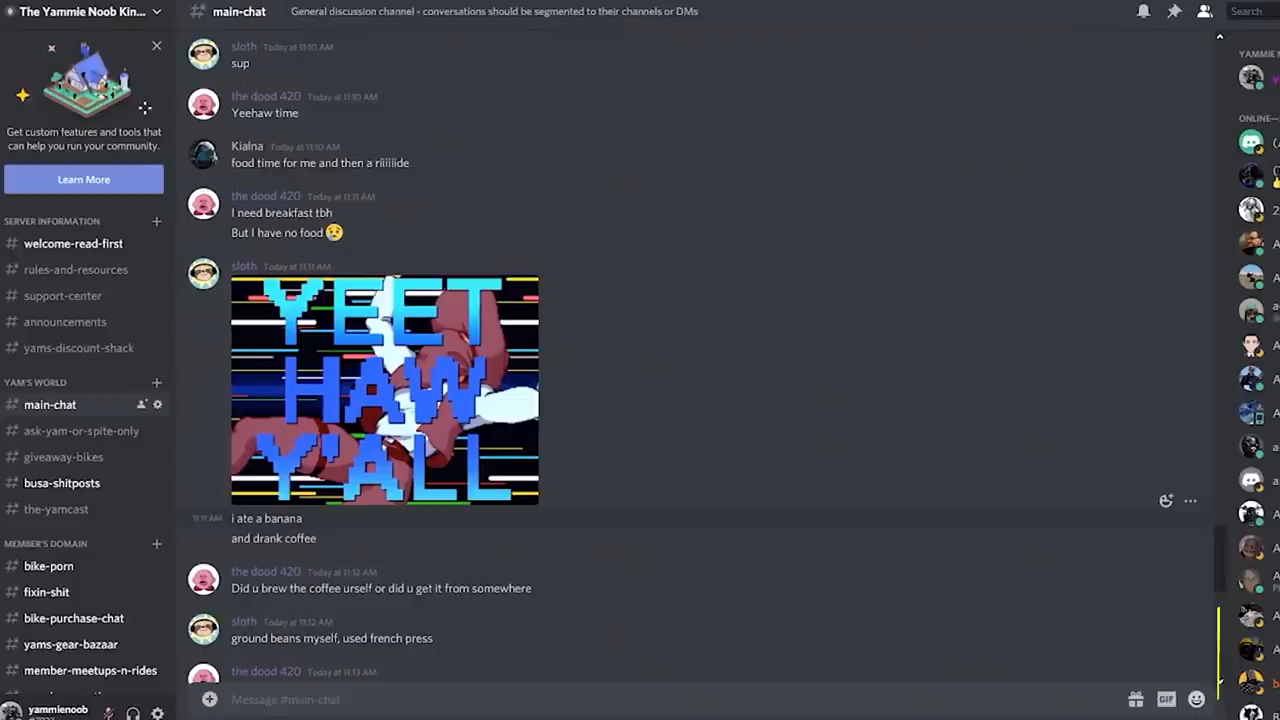 The Yammie Noob Kin...
main-chat
General discussion channel - conversations should be segmented to their channels or DMs
Search
Get custom features and tools that
can help you run your community.
Learn More
SERVER INFORMATION
welcome-read-first
rules-and-resources
support-center
announcements
yams-discount-shack
YAM'S WORLD
main-chat
ask-yam-or-spite-only
giveaway-bikes
busa-shitposts
the-yamcast
MEMBER'S DOMAIN
bike-porn
fixin-shit
bike-purchase-chat
yams-gear-bazaar
member-meetups-n-rides
yammienoob
sloth Today at 11:10 AM
sup
the dood 420 Today at 11:10 AM
Yeehaw time
Kialna Today at 11:10 AM
food time for me and then a riiiiiide
the dood 420 Today at 11:11 AM
I need breakfast tbh
But I have no food
sloth Today at 11:11 AM
YEET
HAW
Y'ALL
11:11 AM i ate a banana
and drank coffee
the dood 420 Today at 11:12 AM
Did u brew the coffee urself or did u get it from somewhere
sloth Today at 11:12 AM
ground beans myself, used french press
the dood 420 Today at 11:13 AM
Message #main-chat
GIF
YAMMIE
ONLINE—